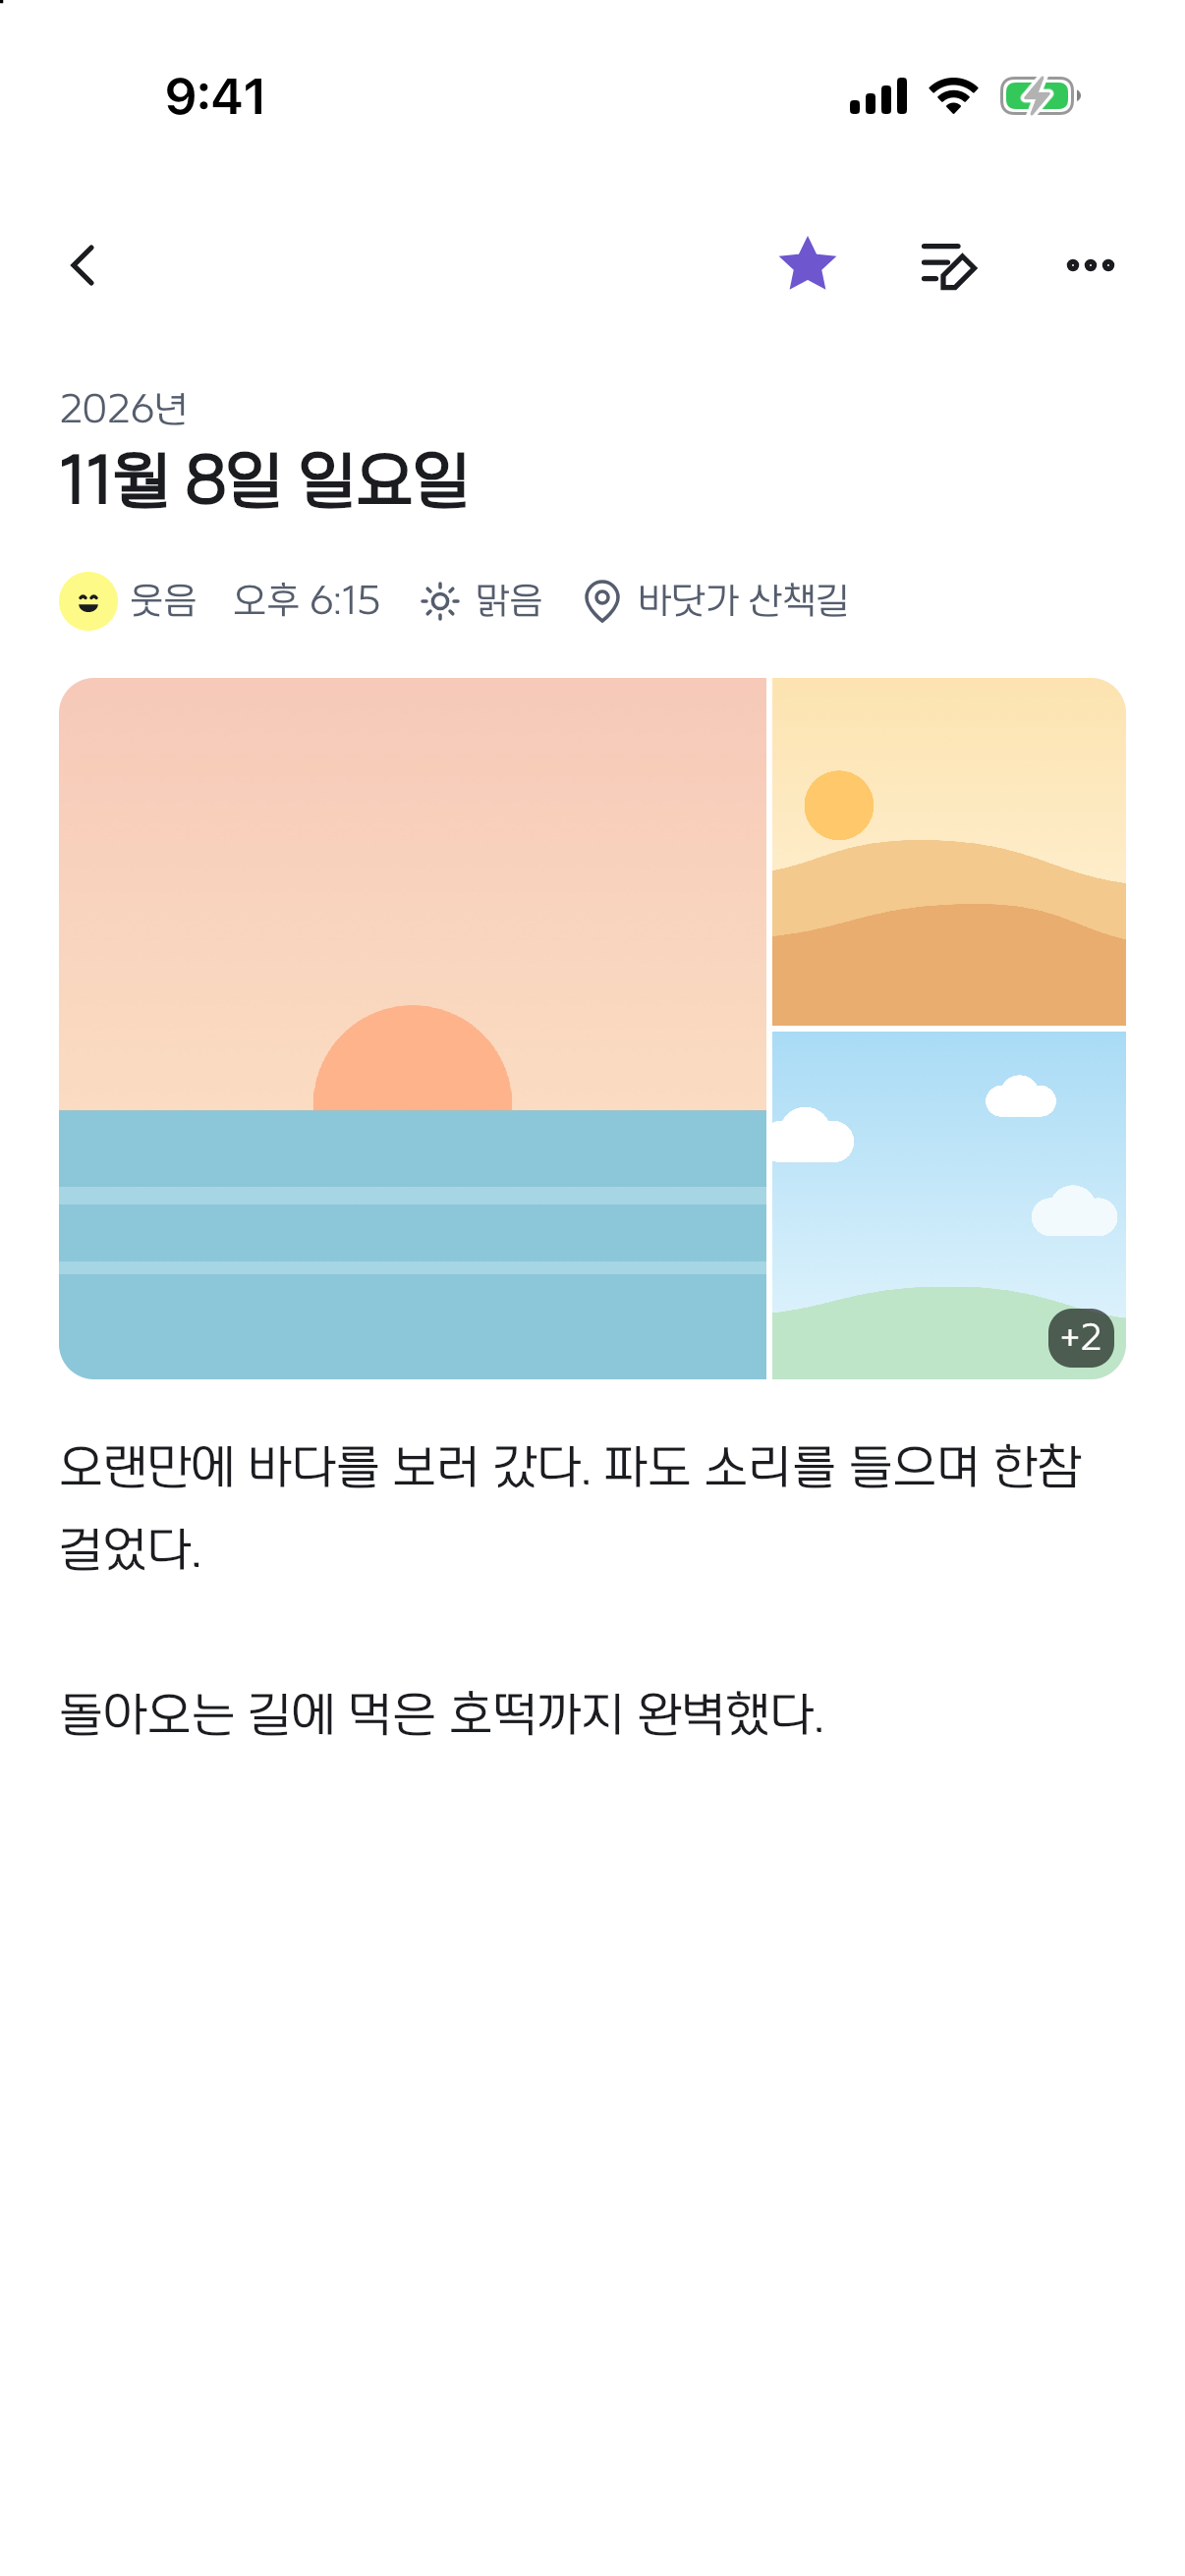 9:41
2026년
11월 8일 일요일
웃음 오후 6:15 맑음 바닷가 산책길
+2
오랜만에 바다를 보러 갔다. 파도 소리를 들으며 한참
걸었다.
돌아오는 길에 먹은 호떡까지 완벽했다.